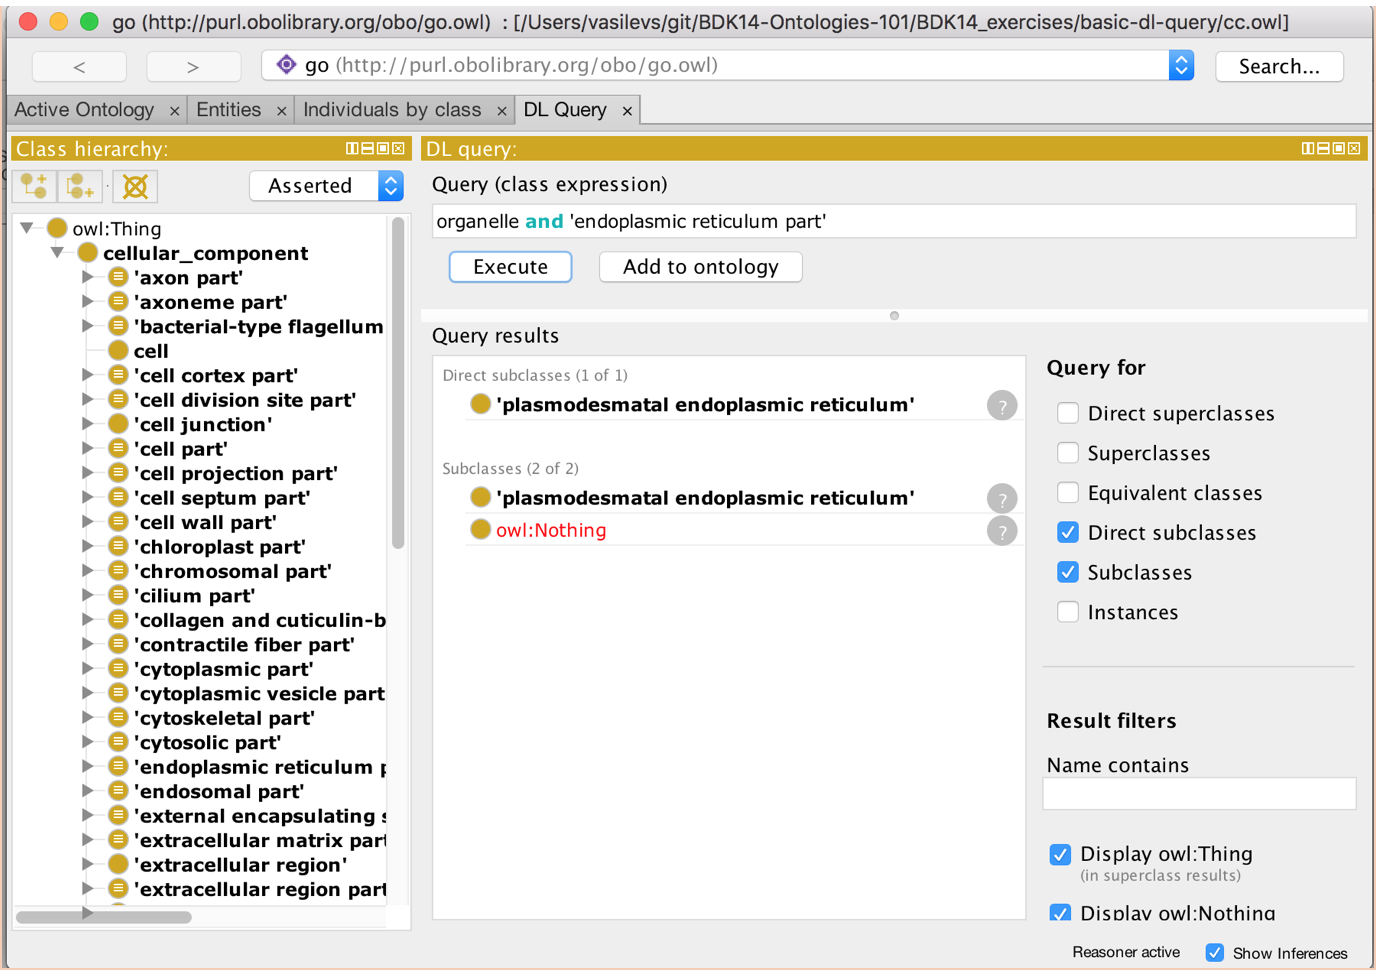 go (http://purl.obolibrary.org/obo/go.owl) : [/Users/vasilevs/git/BDK14-Ontologies-101/BDK14_exercises/basic-dl-query/cc.owl]
< > go (http://purl.obolibrary.org/obo/go.owl) Search...
Active Ontology × Entities × Individuals by class × DL Query ×
Class hierarchy:
Asserted
owl:Thing
cellular_component
'axon part'
'axoneme part'
'bacterial-type flagellum
cell
'cell cortex part'
'cell division site part'
'cell junction'
'cell part'
'cell projection part'
'cell septum part'
'cell wall part'
'chloroplast part'
'chromosomal part'
'cilium part'
'collagen and cuticulin-b
'contractile fiber part'
'cytoplasmic part'
'cytoplasmic vesicle part
'cytoskeletal part'
'cytosolic part'
'endoplasmic reticulum p
'endosomal part'
'external encapsulating s
'extracellular matrix part
'extracellular region'
'extracellular region part
DL query:
Query (class expression)
organelle and 'endoplasmic reticulum part'
Execute Add to ontology
Query results
Direct subclasses (1 of 1)
'plasmodesmatal endoplasmic reticulum' ?
Subclasses (2 of 2)
'plasmodesmatal endoplasmic reticulum' ?
owl:Nothing ?
Query for
Direct superclasses
Superclasses
Equivalent classes
Direct subclasses
Subclasses
Instances
Result filters
Name contains
Display owl:Thing
(in superclass results)
Display owl:Nothing
Reasoner active Show Inferences